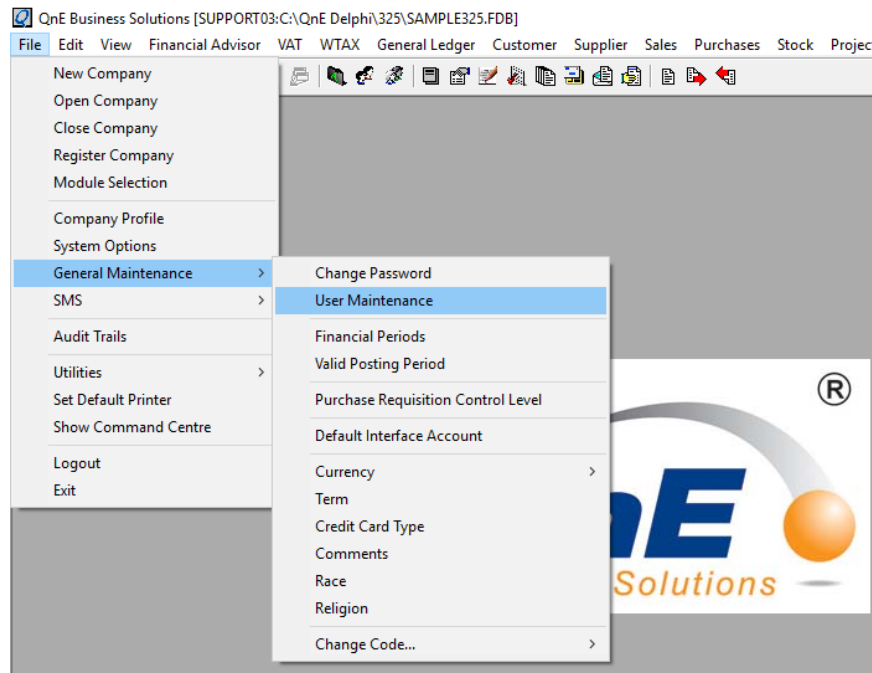 QnE Business Solutions [SUPPORT03:C:\QnE Delphi\325\SAMPLE325.FDB]
File Edit View Financial Advisor VAT WTAX General Ledger Customer Supplier Sales Purchases Stock Projec
New Company
Open Company
Close Company
Register Company
Module Selection
Company Profile
System Options
General Maintenance
SMS
Audit Trails
Utilities
Set Default Printer
Show Command Centre
Logout
Exit
Change Password
User Maintenance
Financial Periods
Valid Posting Period
Purchase Requisition Control Level
Default Interface Account
Currency
Term
Credit Card Type
Comments
Race
Religion
Change Code...
®
nE
Solutions